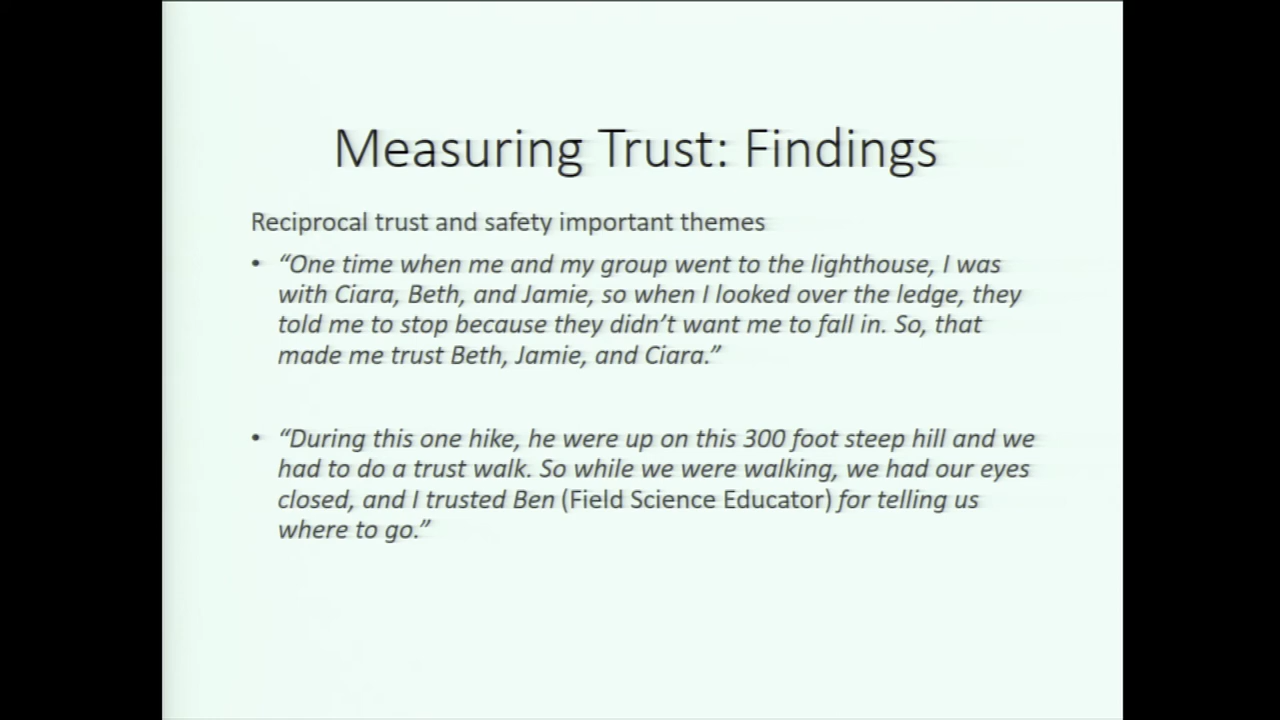 Measuring Trust: Findings
Reciprocal trust and safety important themes
• “One time when me and my group went to the lighthouse, I was
with Ciara, Beth, and Jamie, so when I looked over the ledge, they
told me to stop because they didn’t want me to fall in. So, that
made me trust Beth, Jamie, and Ciara.”
• “During this one hike, he were up on this 300 foot steep hill and we
had to do a trust walk. So while we were walking, we had our eyes
closed, and I trusted Ben (Field Science Educator) for telling us
where to go.”